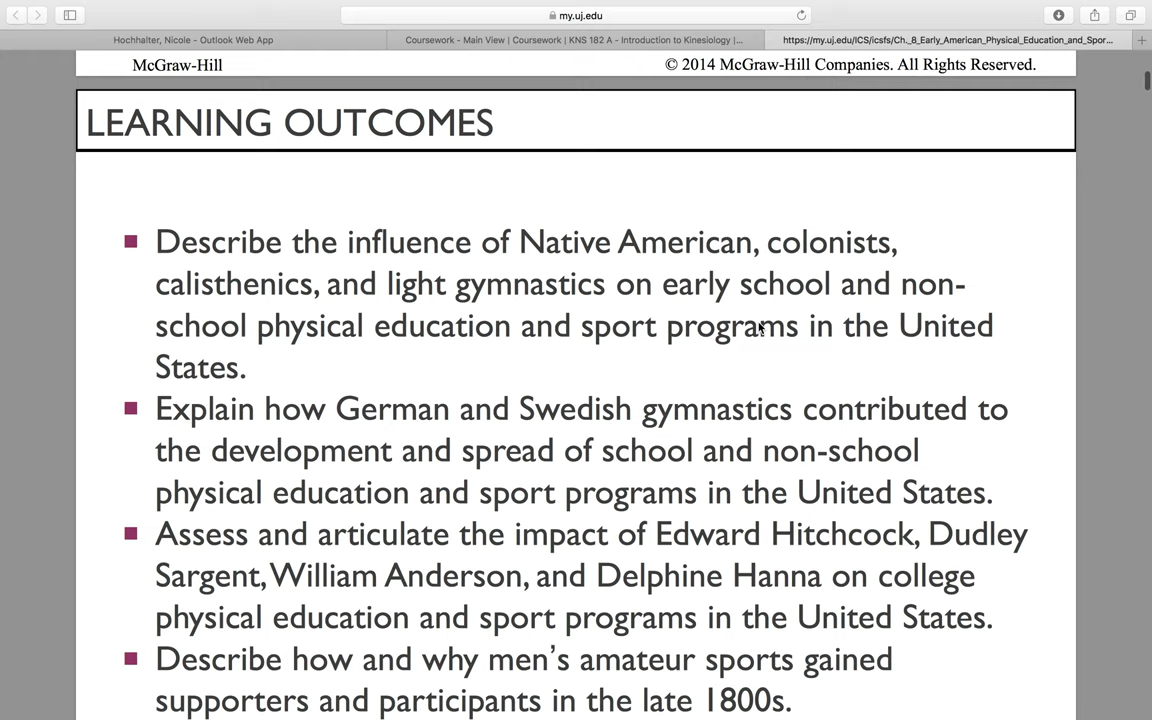 my.uj.edu
Hochhalter, Nicole - Outlook Web App
Coursework - Main View | Coursework | KNS 182 A - Introduction to Kinesiology |...
https://my.uj.edu/ICS/icsfs/Ch._8_Early_American_Physical_Education_and_Spor...
McGraw-Hill
© 2014 McGraw-Hill Companies. All Rights Reserved.
LEARNING OUTCOMES
■ Describe the influence of Native American, colonists,
calisthenics, and light gymnastics on early school and non-
school physical education and sport programs in the United
States.
■ Explain how German and Swedish gymnastics contributed to
the development and spread of school and non-school
physical education and sport programs in the United States.
■ Assess and articulate the impact of Edward Hitchcock, Dudley
Sargent, William Anderson, and Delphine Hanna on college
physical education and sport programs in the United States.
■ Describe how and why men's amateur sports gained
supporters and participants in the late 1800s.